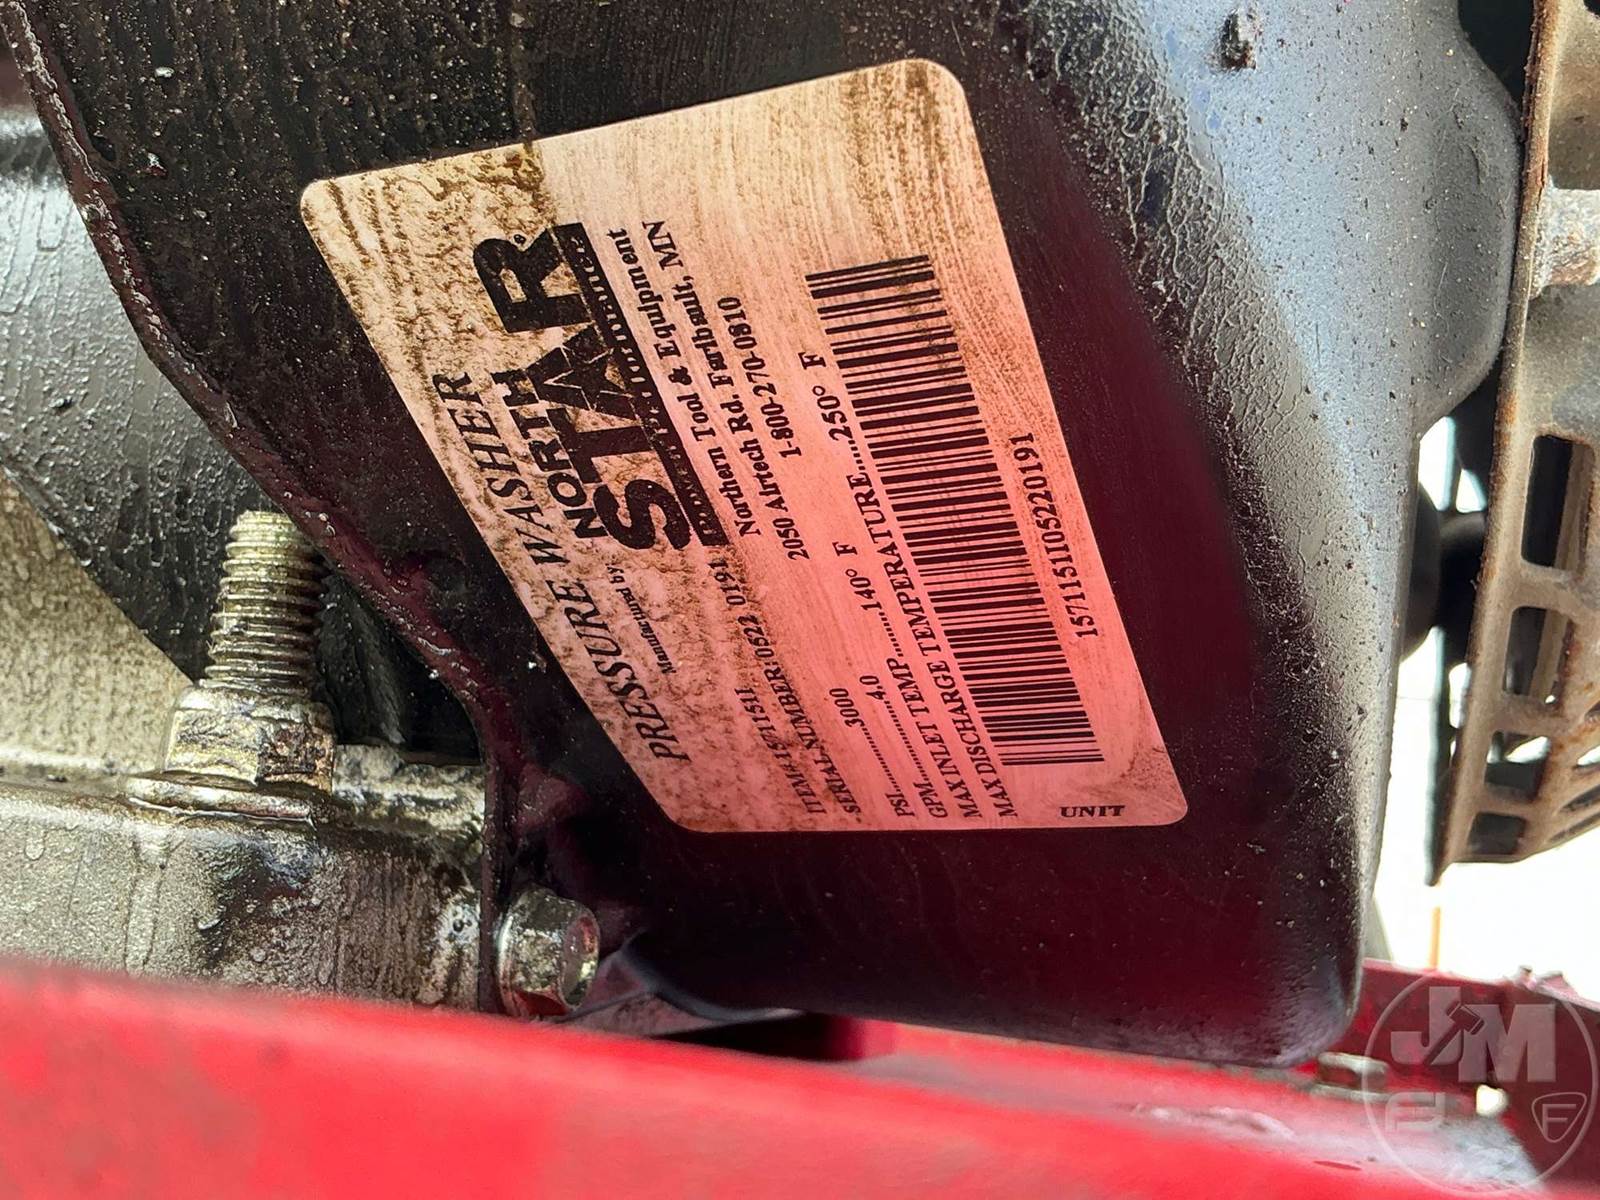 PRESSURE WASHER
Manufactured by
NORTH
STAR
Northern Tool & Equipment
2050 Airtech Rd. Faribault, MN
1-800-270-0810
ITEM# 15711511
SERIAL NUMBER: 0522 0191
PSI.................3000
GPM.................4.0
MAX INLET TEMP............140° F
MAX DISCHARGE TEMPERATURE.....250° F
157115110522​0191
UNIT
JM